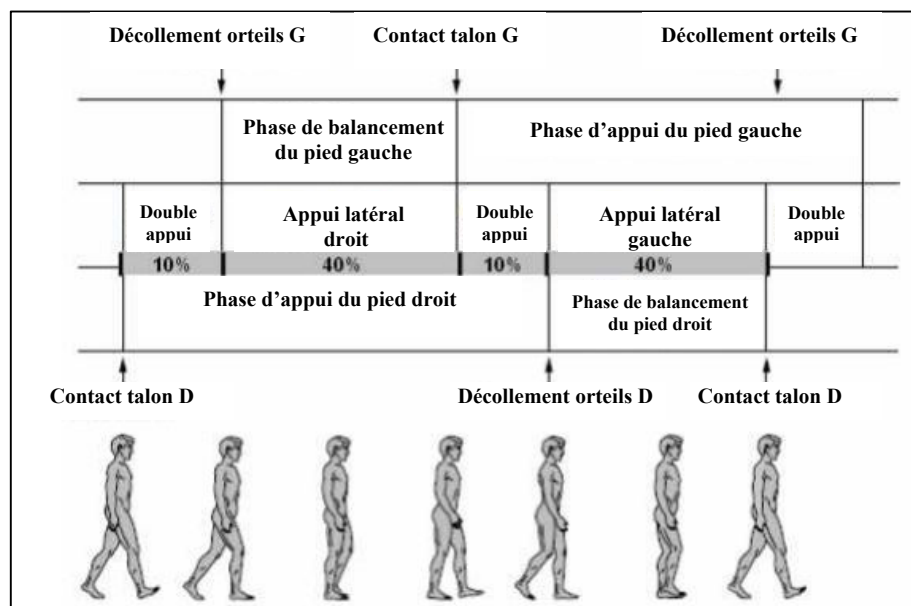 Décollement orteils G
Contact talon G
Décollement orteils G
Phase de balancement
du pied gauche
Phase d’appui du pied gauche
Double
appui
Appui latéral
droit
Double
appui
Appui latéral
gauche
Double
appui
10%
40%
10%
40%
Phase d’appui du pied droit
Phase de balancement
du pied droit
Contact talon D
Décollement orteils D
Contact talon D